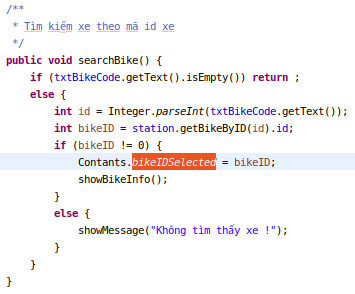 /**
 * Tìm kiếm xe theo mã id xe
 */
public void searchBike() {
    if (txtBikeCode.getText().isEmpty()) return ;
    else {
        int id = Integer.parseInt(txtBikeCode.getText());
        int bikeID = station.getBikeByID(id).id;
        if (bikeID != 0) {
            Contants.bikeIDSelected = bikeID;
            showBikeInfo();
        }
        else {
            showMessage("Không tìm thấy xe !");
        }
    }
}